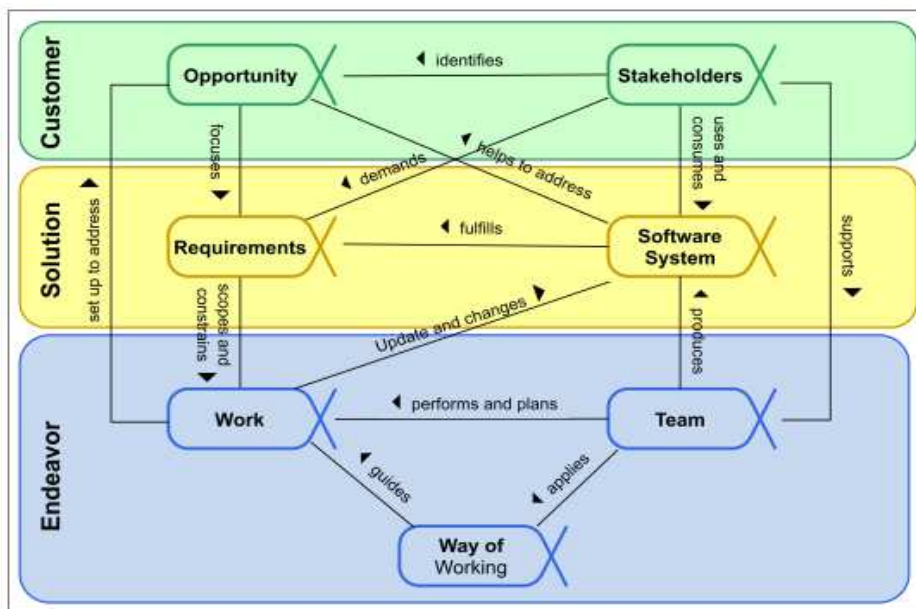 Customer
Opportunity
identifies
Stakeholders
focuses
demands
helps to address
uses and
consumes
Solution
set up to address
Requirements
fulfills
Software
System
supports
scopes and
constrains
Update and changes
produces
Endeavor
Work
performs and plans
Team
guides
applies
Way of
Working